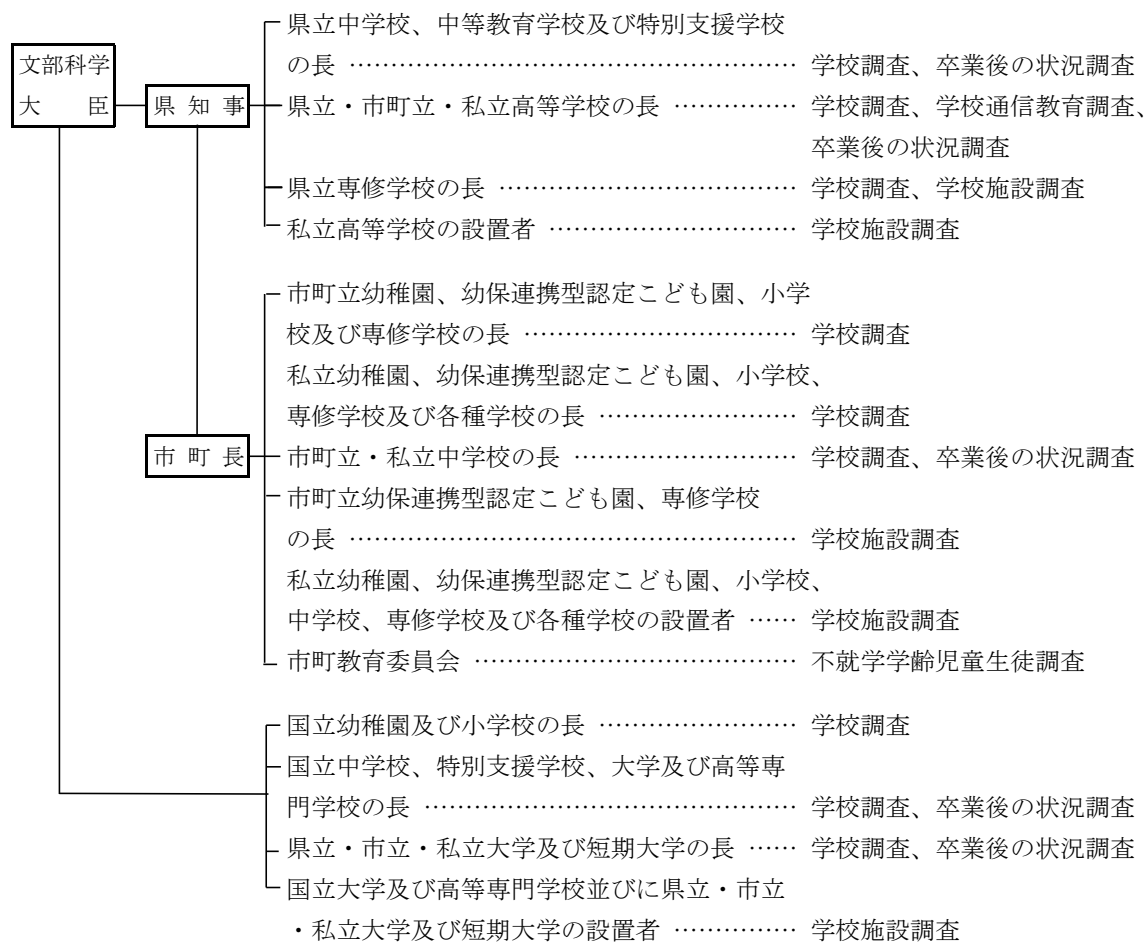 県立中学校、中等教育学校及び特別支援学校
の長 …………………………………………… 学校調査、卒業後の状況調査
文部科学
大　　臣
県 知 事
県立・市町立・私立高等学校の長 …………… 学校調査、学校通信教育調査、
卒業後の状況調査
県立専修学校の長 ……………………………… 学校調査、学校施設調査
私立高等学校の設置者 ………………………… 学校施設調査
市町立幼稚園、幼保連携型認定こども園、小学
校及び専修学校の長 …………………………… 学校調査
私立幼稚園、幼保連携型認定こども園、小学校、
専修学校及び各種学校の長 …………………… 学校調査
市 町 長
市町立・私立中学校の長 ……………………… 学校調査、卒業後の状況調査
市町立幼保連携型認定こども園、専修学校
の長 ……………………………………………… 学校施設調査
私立幼稚園、幼保連携型認定こども園、小学校、
中学校、専修学校及び各種学校の設置者 …… 学校施設調査
市町教育委員会 ………………………………… 不就学学齢児童生徒調査
国立幼稚園及び小学校の長 …………………… 学校調査
国立中学校、特別支援学校、大学及び高等専
門学校の長 ……………………………………… 学校調査、卒業後の状況調査
県立・市立・私立大学及び短期大学の長 …… 学校調査、卒業後の状況調査
国立大学及び高等専門学校並びに県立・市立
・私立大学及び短期大学の設置者 …………… 学校施設調査